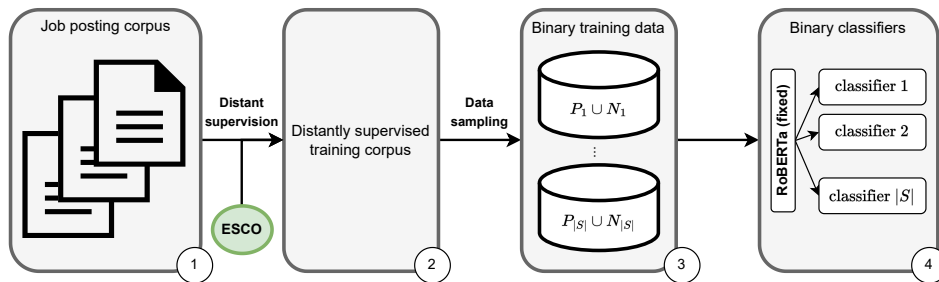 Job posting corpus
1
Distant
supervision
ESCO
Distantly supervised
training corpus
2
Data
sampling
Binary training data
P₁ ∪ N₁
⋮
P|S| ∪ N|S|
3
Binary classifiers
RoBERTa (fixed)
classifier 1
classifier 2
classifier |S|
4